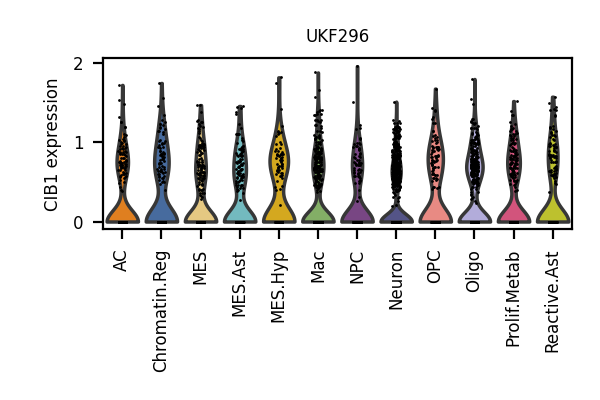 UKF296
CIB1 expression
2
1
0
AC
Chromatin.Reg
MES
MES.Ast
MES.Hyp
Mac
NPC
Neuron
OPC
Oligo
Prolif.Metab
Reactive.Ast